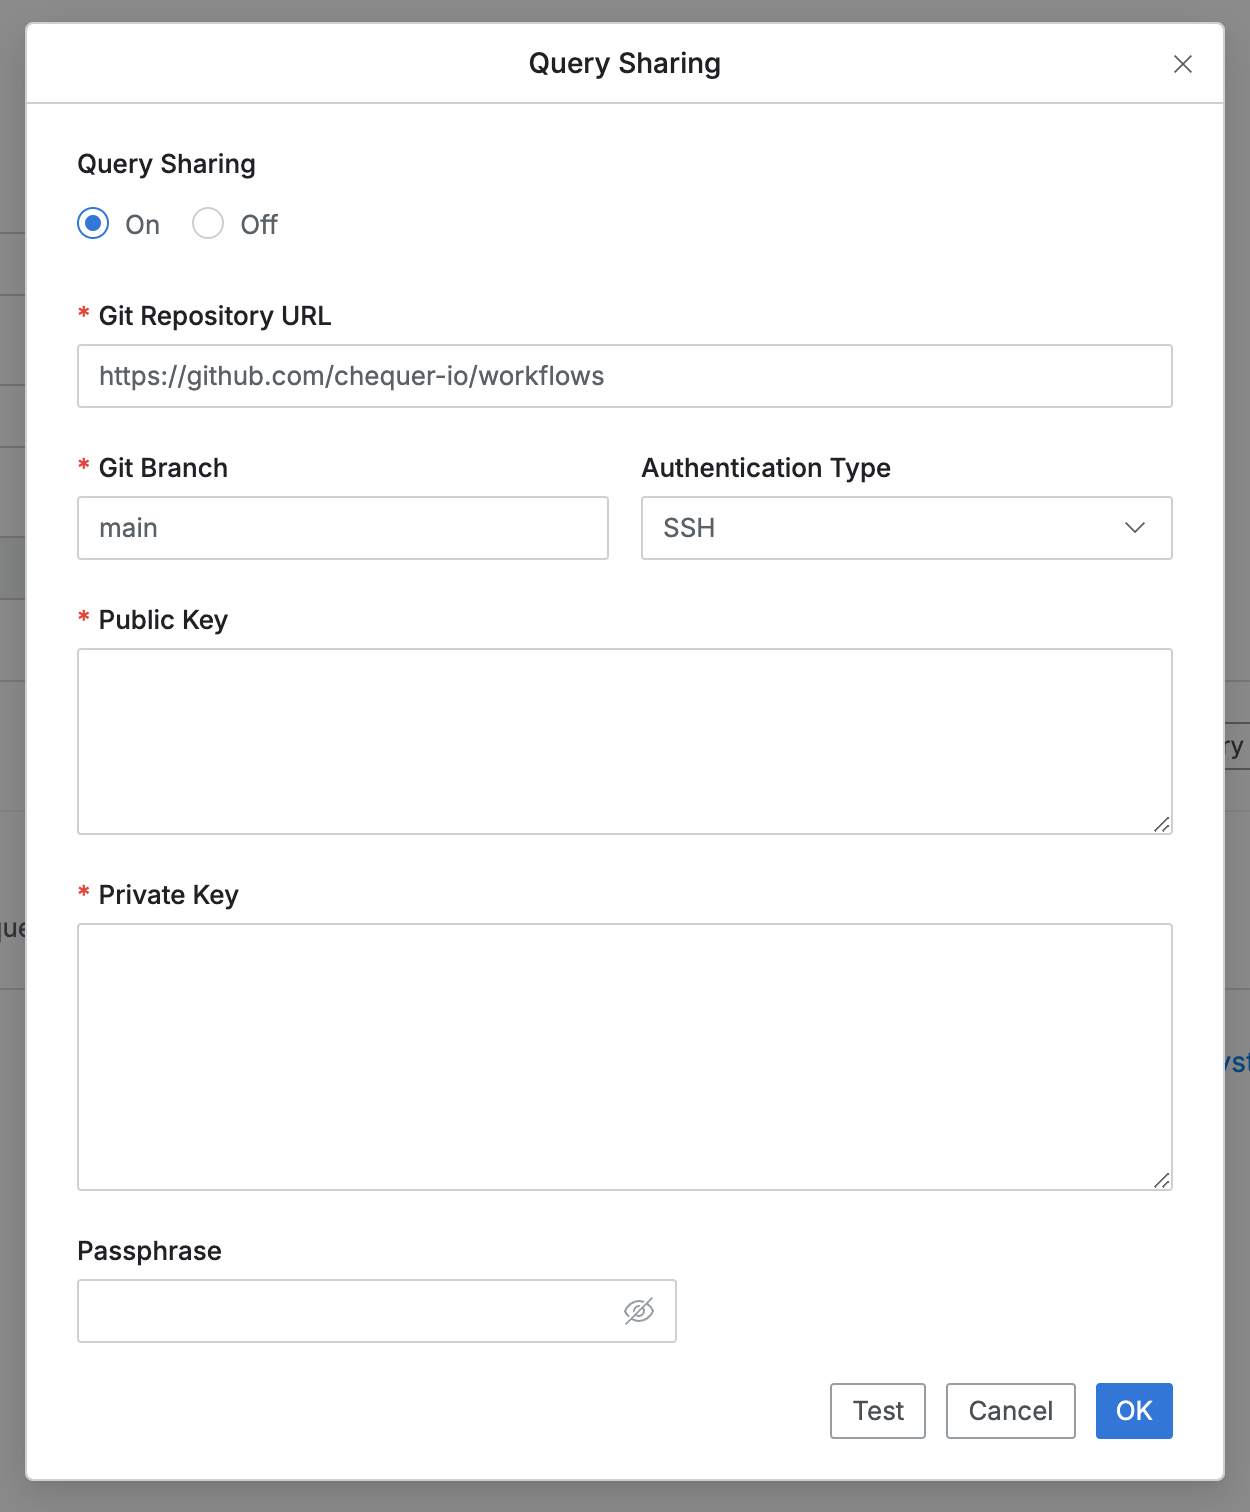 Query Sharing
Query Sharing
On Off
* Git Repository URL
https://github.com/chequer-io/workflows
* Git Branch Authentication Type
main SSH
* Public Key
* Private Key
Passphrase
Test Cancel OK